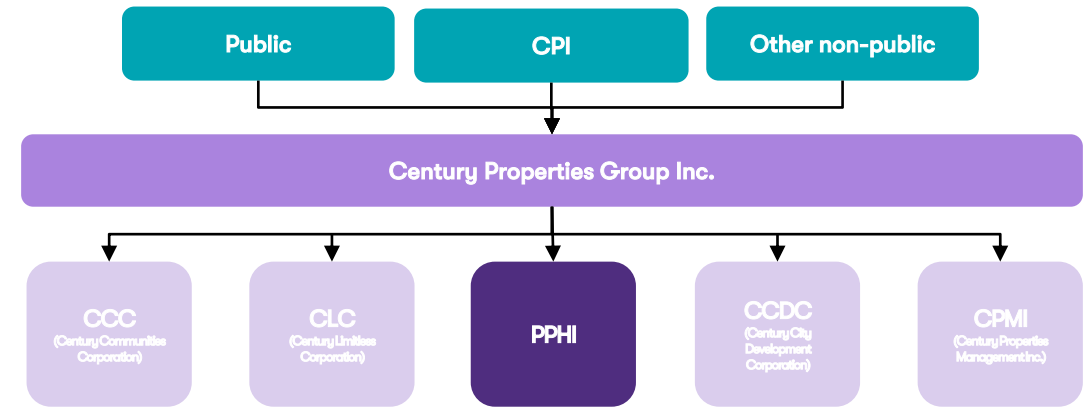 Public
CPI
Other non-public
Century Properties Group Inc.
CCC
(Century Communities
Corporation)
CLC
(Century Limitless
Corporation)
PPHI
CCDC
(Century City
Development
Corporation)
CPMI
(Century Properties
Management Inc.)